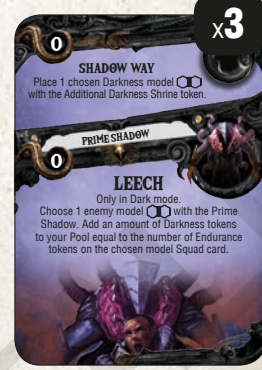 x3
0
SHADOW WAY
Place 1 chosen Darkness model
with the Additional Darkness Shrine token.
PRIME SHADOW
0
LEECH
Only in Dark mode.
Choose 1 enemy model with the Prime
Shadow. Add an amount of Darkness tokens
to your Pool equal to the number of Endurance
tokens on the chosen model Squad card.